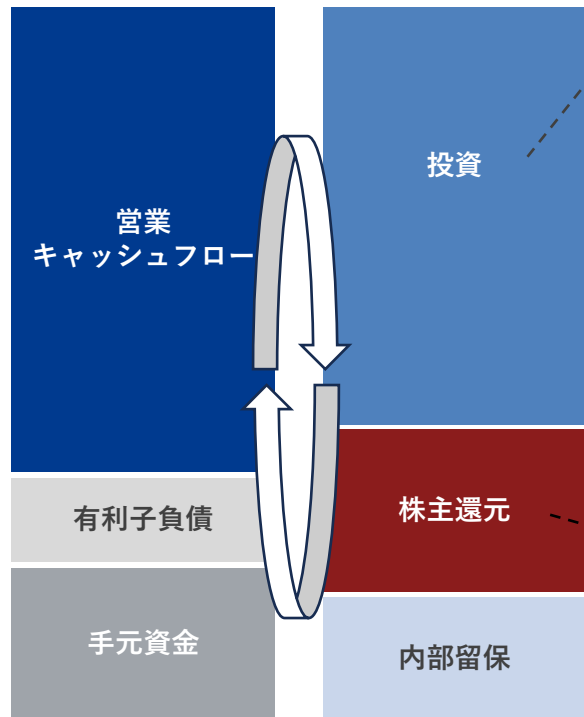 営業
キャッシュフロー
有利子負債
手元資金
投資
株主還元
内部留保